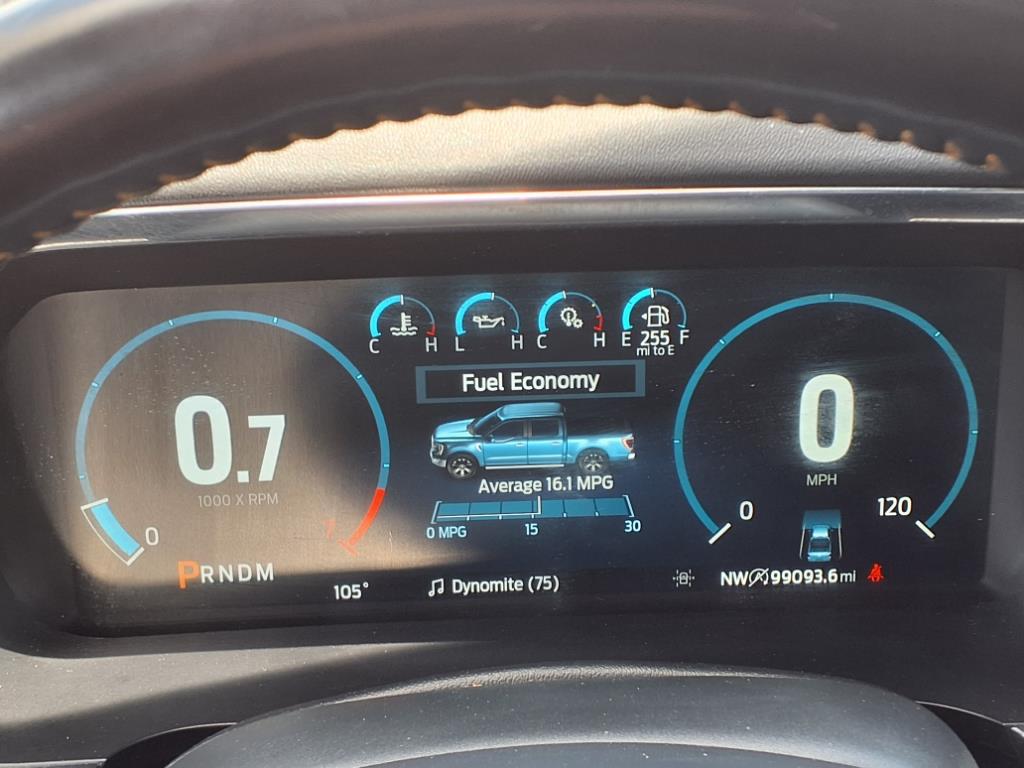 C H L H C H E F
255
mi to E
Fuel Economy
0.7
1000 X RPM
0
MPH
Average 16.1 MPG
0 MPG 15 30
0
0 120
PRNDM
105°
Dynomite (75)
NW 99093.6 mi